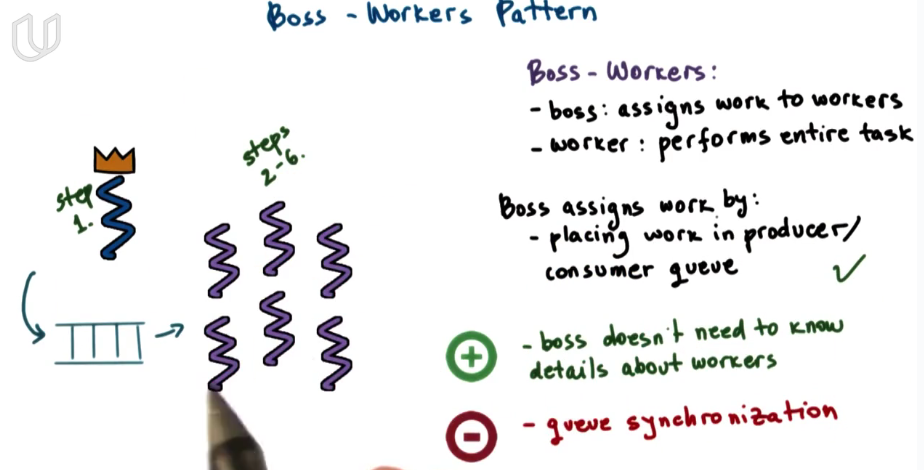 Boss - Workers Pattern
Boss - Workers:
- boss: assigns work to workers
- worker: performs entire task
steps
2-6.
step
1.
Boss assigns work by:
- placing work in producer/
consumer queue
- boss doesn't need to know
details about workers
- queue synchronization